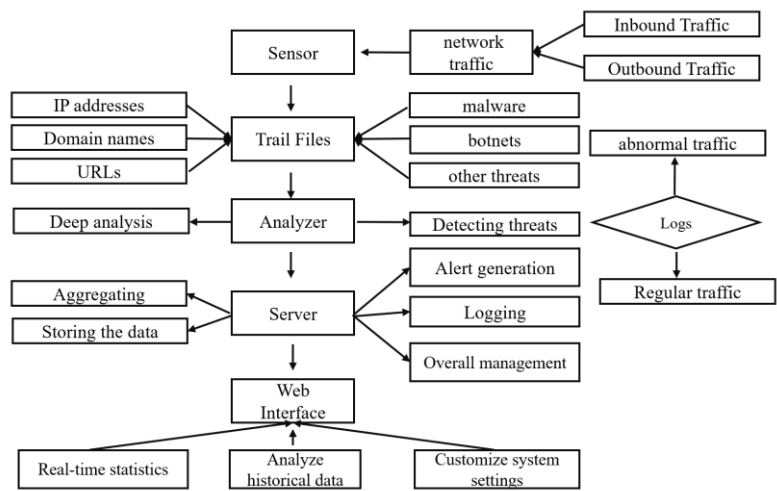 Inbound Traffic
Sensor
network
traffic
Outbound Traffic
IP addresses
malware
Domain names
Trail Files
botnets
abnormal traffic
URLs
other threats
Deep analysis
Analyzer
Detecting threats
Logs
Alert generation
Aggregating
Regular traffic
Server
Logging
Storing the data
Overall management
Web
Interface
Real-time statistics
Analyze
historical data
Customize system
settings